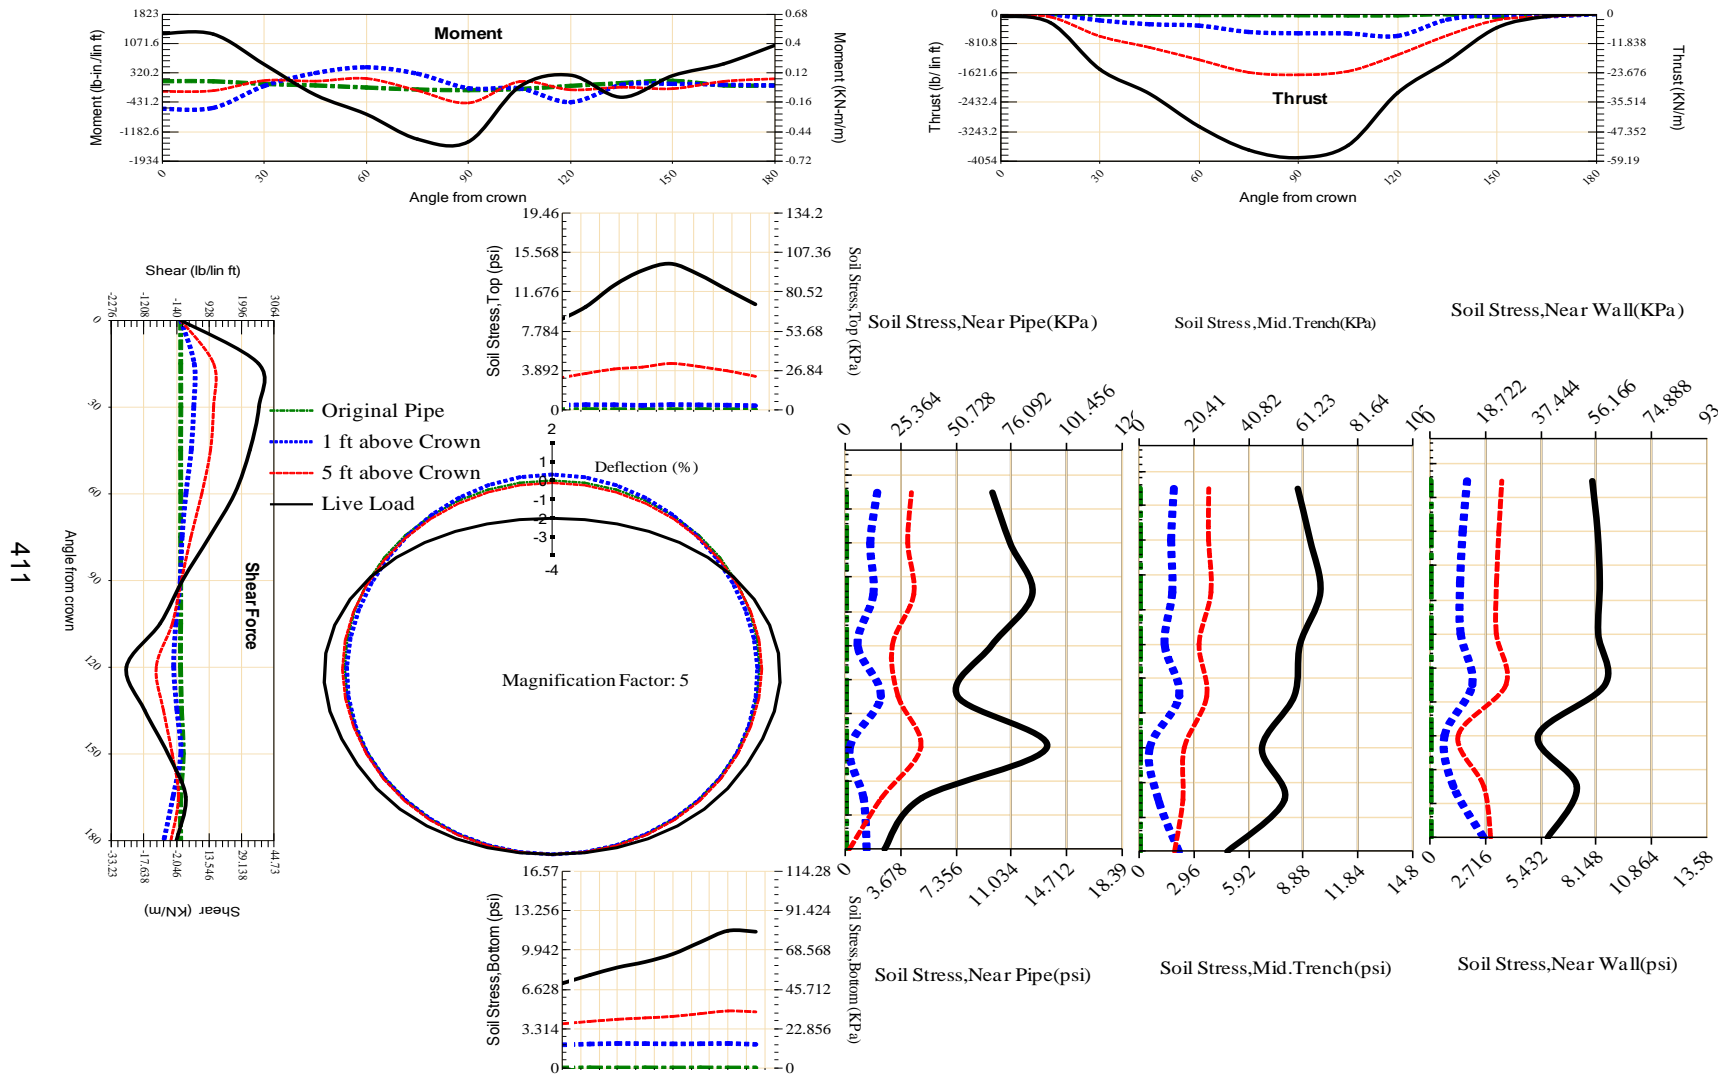 1823
1071.6
320.2
-431.2
-1182.6
-1934
Moment (lb-in./lin ft)
Moment
0.68
0.4
0.12
-0.16
-0.44
-0.72
Moment (KN-m/m)
0 30 60 90 120 150 180
Angle from crown
0
-810.8
-1621.6
-2432.4
-3243.2
-4054
Thrust (lb/ lin ft)
Thrust
0
-11.838
-23.676
-35.514
-47.352
-59.19
Thrust (KN/m)
0 30 60 90 120 150 180
Angle from crown
19.46
15.568
11.676
7.784
3.892
0
Soil Stress,Top (psi)
134.2
107.36
80.52
53.68
26.84
0
Soil Stress,Top (KPa)
Shear (lb/lin ft)
-2276 -1208 -140 928 1996 3064
0
30
60
90
120
150
180
Angle from crown
Shear Force
-33.23 -17.638 -2.046 13.546 29.138 44.73
Shear (KN/m)
411
Original Pipe
1 ft above Crown
5 ft above Crown
Live Load
2
1
0
-1
-2
-3
-4
Deflection (%)
Magnification Factor: 5
16.57
13.256
9.942
6.628
3.314
0
Soil Stress,Bottom (psi)
114.28
91.424
68.568
45.712
22.856
0
Soil Stress,Bottom (KPa)
Soil Stress,Near Pipe(KPa)
0 25.364 50.728 76.092 101.456
0 3.678 7.356 11.034 14.712 18.39
Soil Stress,Near Pipe(psi)
Soil Stress,Mid.Trench(KPa)
0 20.41 40.82 61.23 81.64
0 2.96 5.92 8.88 11.84 14.8
Soil Stress,Mid.Trench(psi)
Soil Stress,Near Wall(KPa)
0 18.722 37.444 56.166 74.888 93
0 2.716 5.432 8.148 10.864 13.58
Soil Stress,Near Wall(psi)